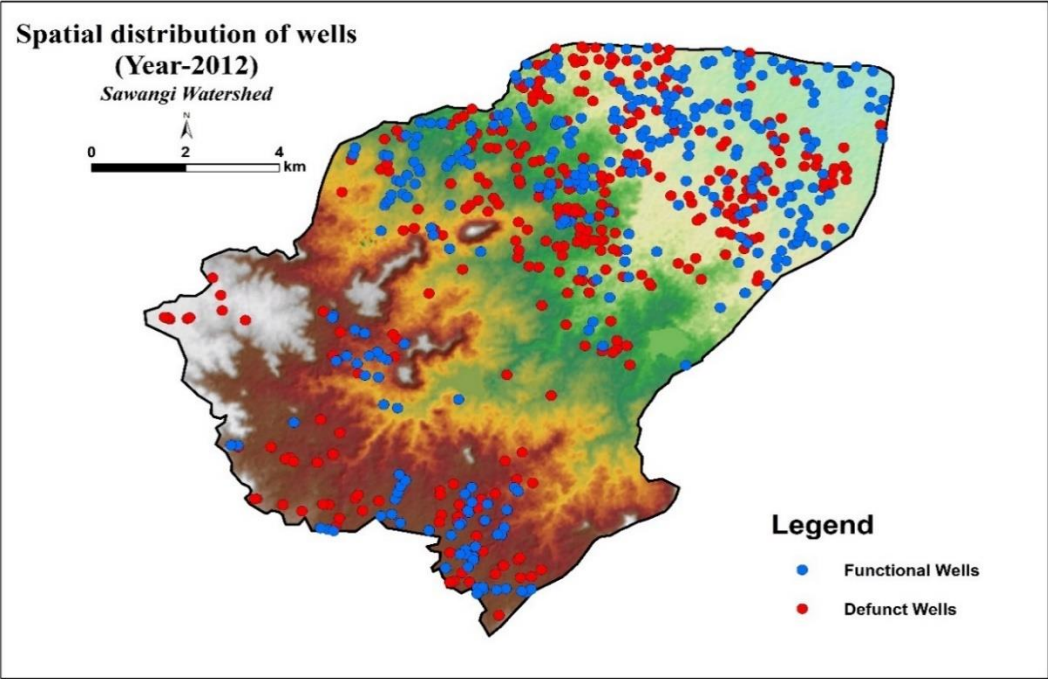 Spatial distribution of wells
(Year-2012)
Sawangi Watershed
N
0 2 4
km
Legend
Functional Wells
Defunct Wells